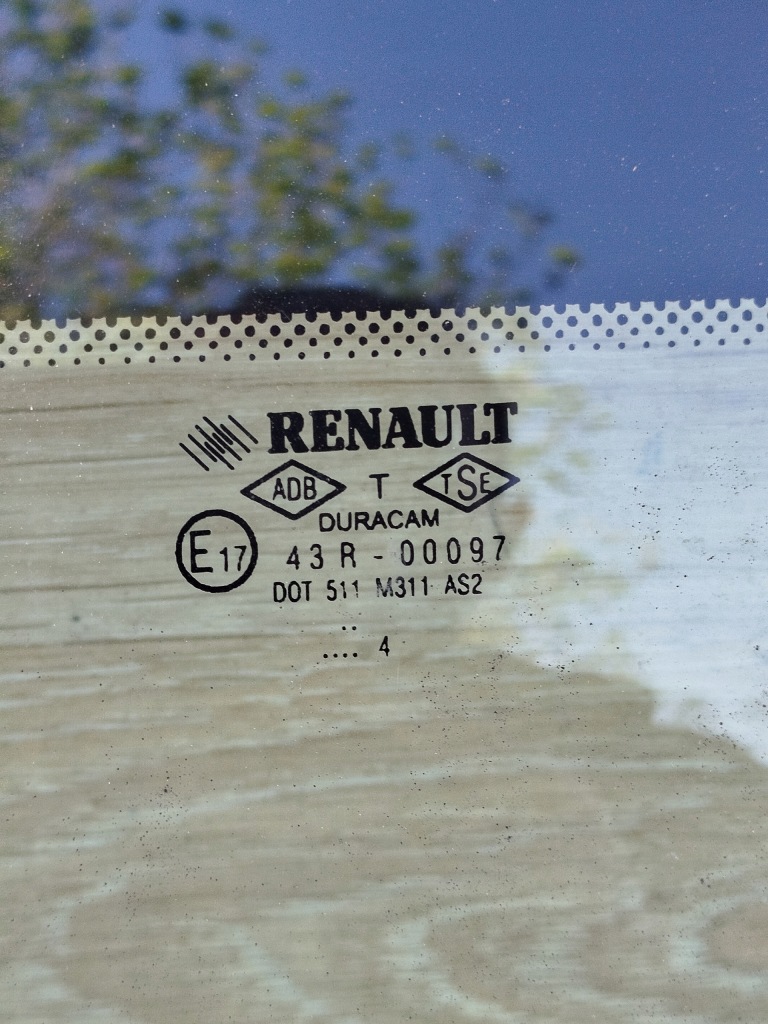 RENAULT
ADB T TSE
DURACAM
E17 43R-00097
DOT 511 M311 AS2
..
.... 4